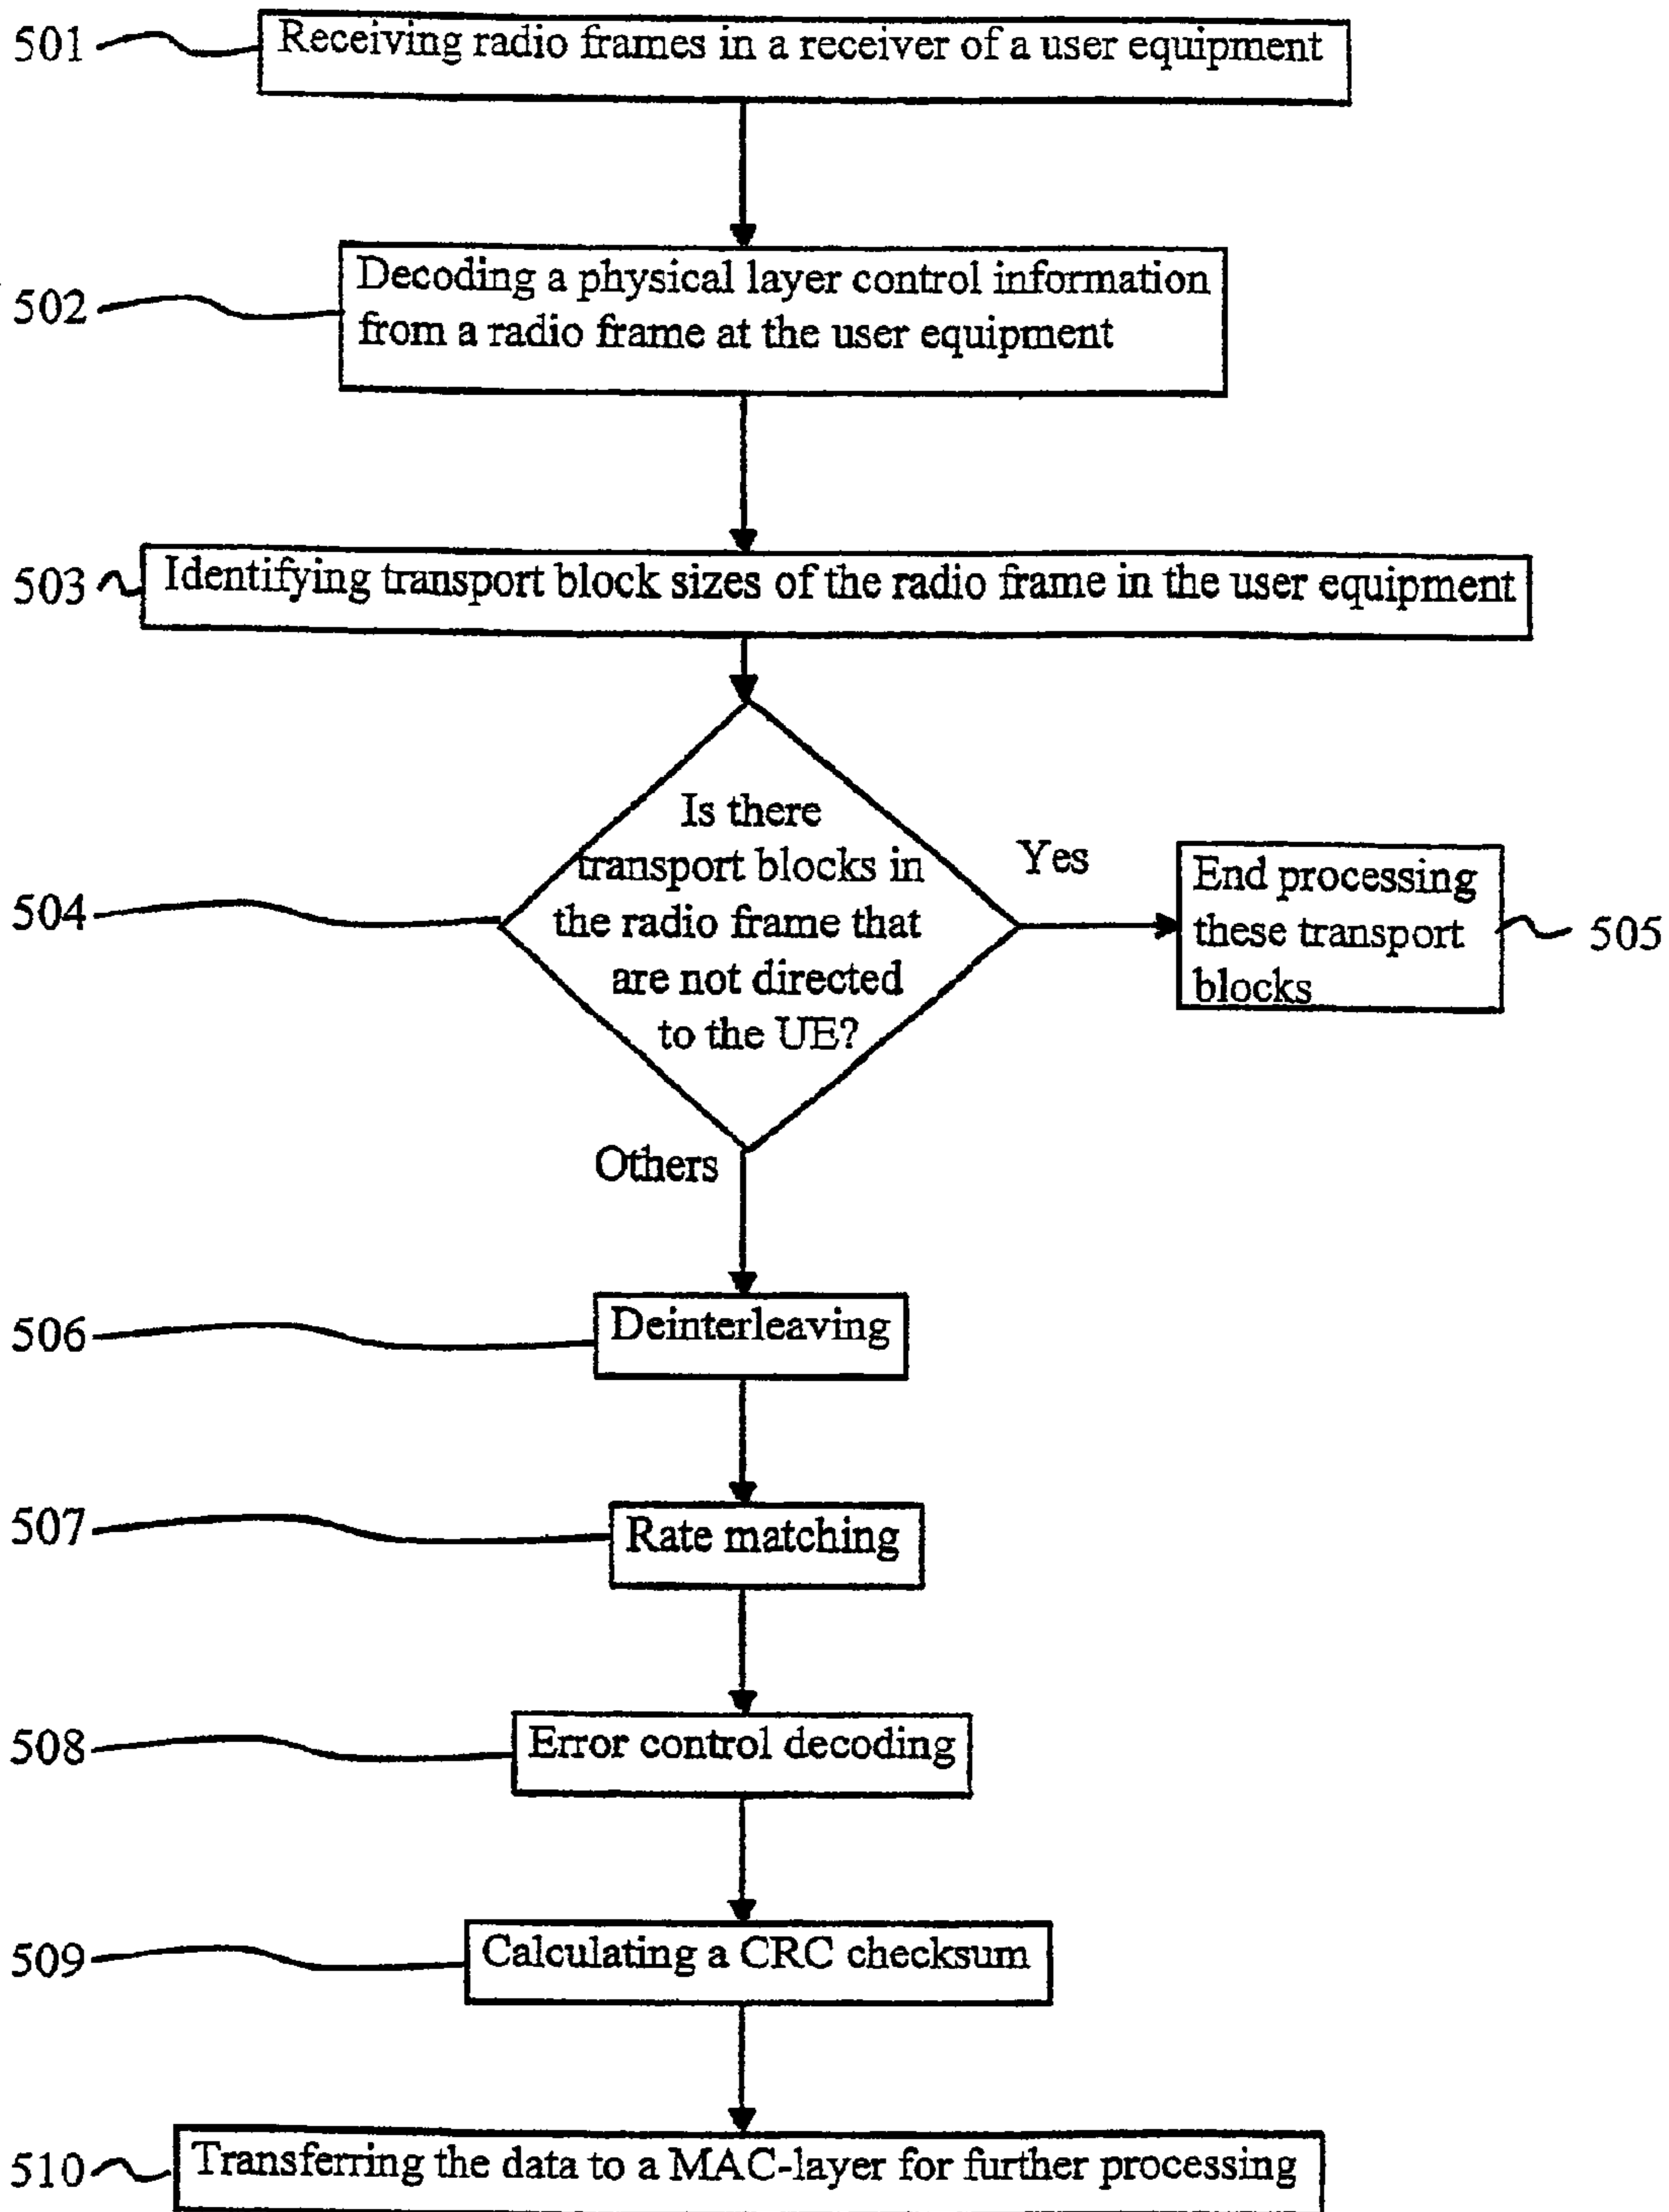 501
Receiving radio frames in a receiver of a user equipment
502
Decoding a physical layer control information
from a radio frame at the user equipment
503
Identifying transport block sizes of the radio frame in the user equipment
504
Is there
transport blocks in
the radio frame that
are not directed
to the UE?
Yes
End processing
these transport
blocks
505
Others
506
Deinterleaving
507
Rate matching
508
Error control decoding
509
Calculating a CRC checksum
510
Transferring the data to a MAC-layer for further processing